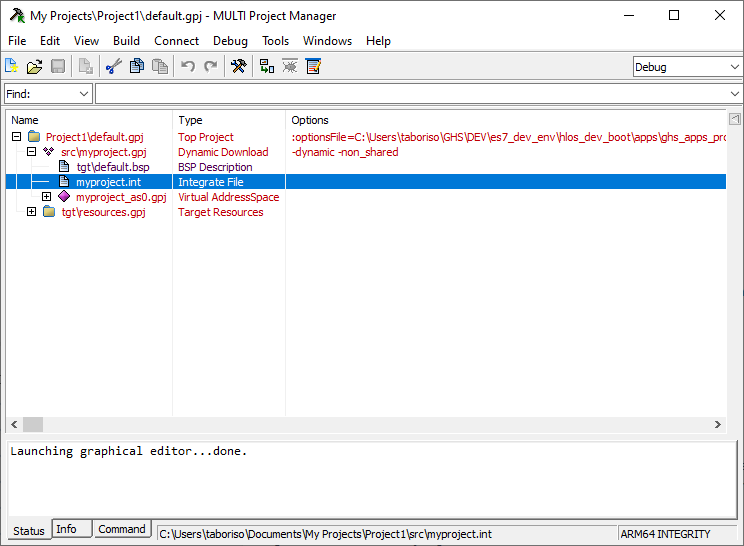 My Projects\Project1\default.gpj - MULTI Project Manager
File Edit View Build Connect Debug Tools Windows Help
Debug
Find:
Name Type Options
Project1\default.gpj Top Project :optionsFile=C:\Users\taboriso\GHS\DEV\es7_dev_env\hlos_dev_boot\apps\ghs_apps_pro
src\myproject.gpj Dynamic Download -dynamic -non_shared
tgt\default.bsp BSP Description
myproject.int Integrate File
myproject_as0.gpj Virtual AddressSpace
tgt\resources.gpj Target Resources
Launching graphical editor...done.
Status Info Command C:\Users\taboriso\Documents\My Projects\Project1\src\myproject.int ARM64 INTEGRITY